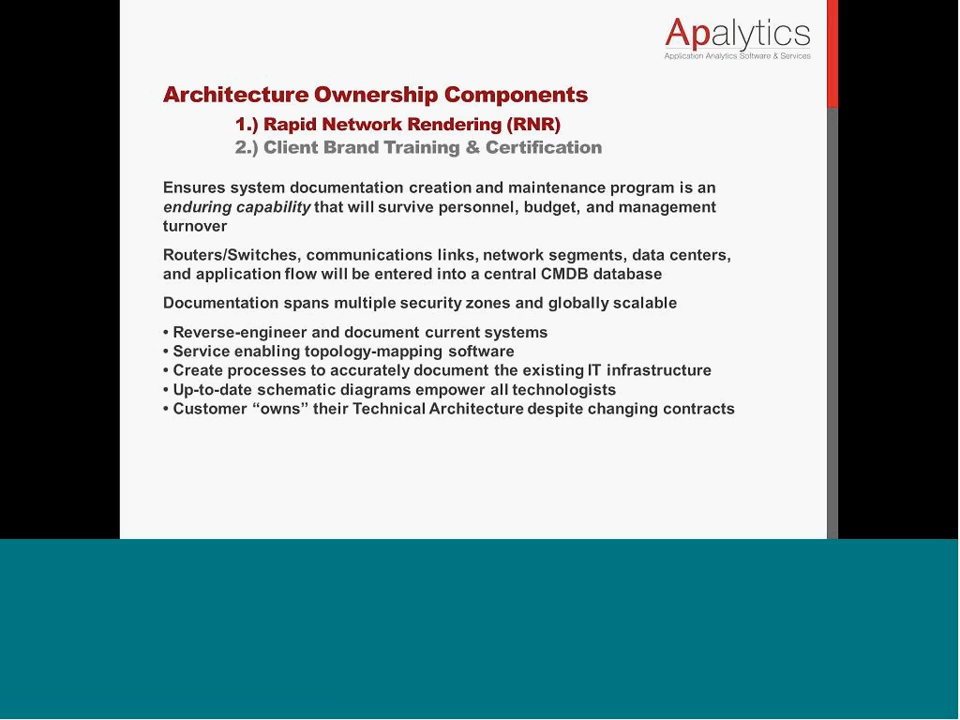 Apalytics
Application Analytics Software & Services
Architecture Ownership Components
1.) Rapid Network Rendering (RNR)
2.) Client Brand Training & Certification
Ensures system documentation creation and maintenance program is an
enduring capability that will survive personnel, budget, and management
turnover
Routers/Switches, communications links, network segments, data centers,
and application flow will be entered into a central CMDB database
Documentation spans multiple security zones and globally scalable
• Reverse-engineer and document current systems
• Service enabling topology-mapping software
• Create processes to accurately document the existing IT infrastructure
• Up-to-date schematic diagrams empower all technologists
• Customer “owns” their Technical Architecture despite changing contracts